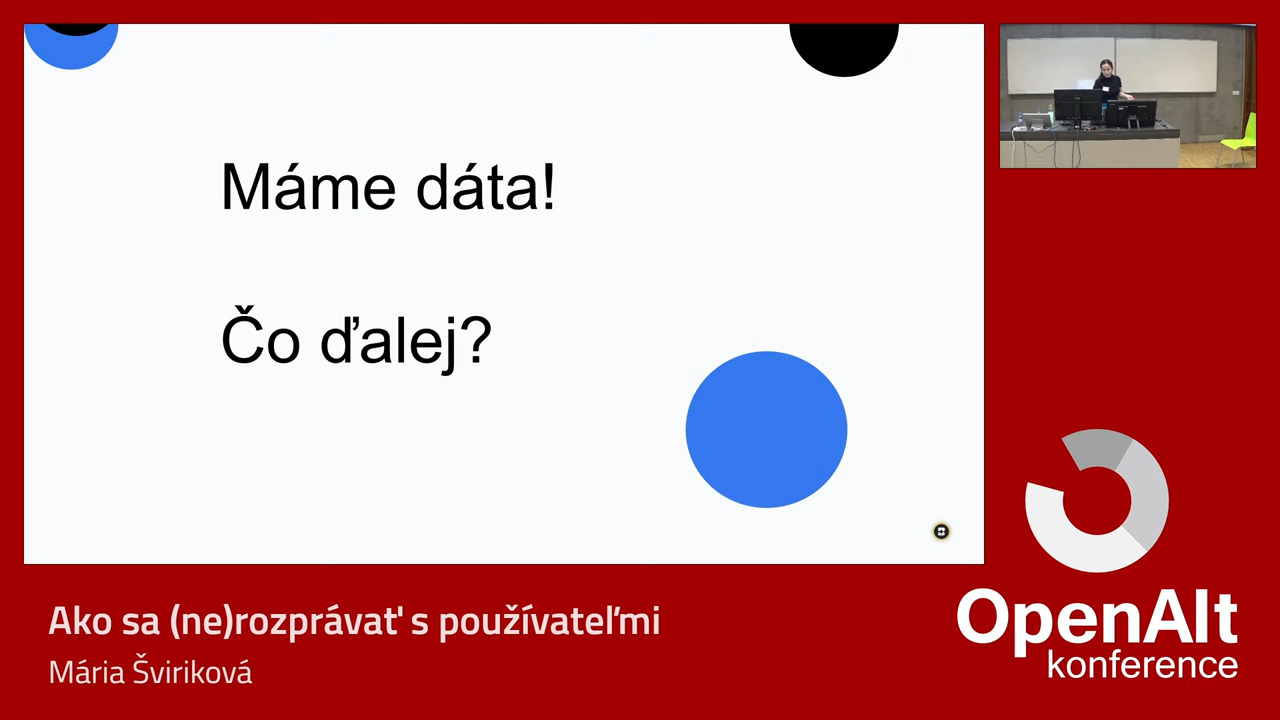 Máme dáta!
Čo ďalej?
Ako sa (ne)rozprávať s používateľmi
Mária Šviriková
OpenAlt
konference